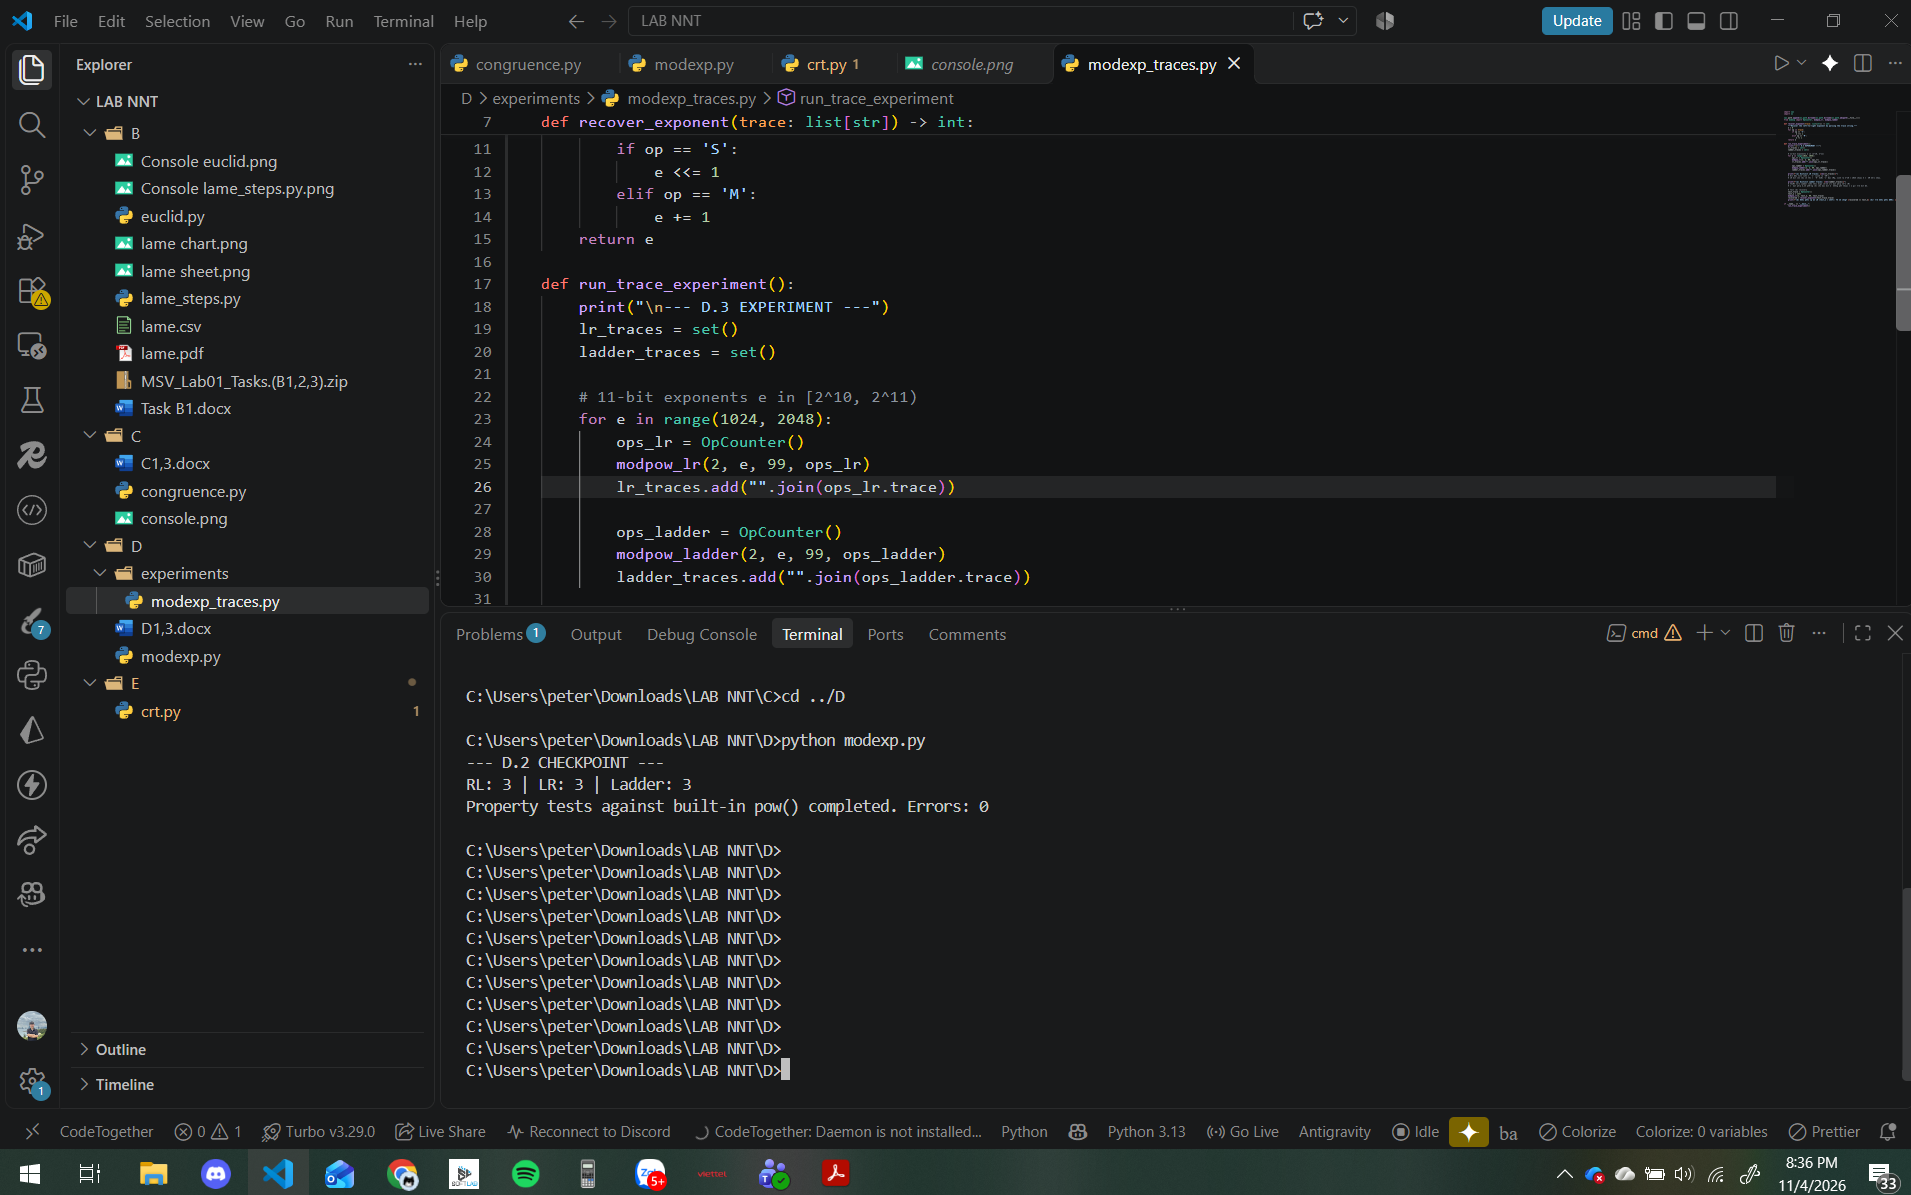 File Edit Selection View Go Run Terminal Help
LAB NNT
Update
Explorer
LAB NNT
B
Console euclid.png
Console lame_steps.py.png
euclid.py
lame chart.png
lame sheet.png
lame_steps.py
lame.csv
lame.pdf
MSV_Lab01_Tasks.(B1,2,3).zip
Task B1.docx
C
C1,3.docx
congruence.py
console.png
D
experiments
modexp_traces.py
D1,3.docx
modexp.py
E
crt.py 1
Outline
Timeline
7
1
congruence.py modexp.py crt.py 1 console.png modexp_traces.py
D > experiments > modexp_traces.py > run_trace_experiment
7 def recover_exponent(trace: list[str]) -> int:
11 if op == 'S':
12 e <<= 1
13 elif op == 'M':
14 e += 1
15 return e
16
17 def run_trace_experiment():
18 print("\n--- D.3 EXPERIMENT ---")
19 lr_traces = set()
20 ladder_traces = set()
21
22 # 11-bit exponents e in [2^10, 2^11)
23 for e in range(1024, 2048):
24 ops_lr = OpCounter()
25 modpow_lr(2, e, 99, ops_lr)
26 lr_traces.add("".join(ops_lr.trace))
27
28 ops_ladder = OpCounter()
29 modpow_ladder(2, e, 99, ops_ladder)
30 ladder_traces.add("".join(ops_ladder.trace))
31
Problems 1 Output Debug Console Terminal Ports Comments
cmd
C:\Users\peter\Downloads\LAB NNT\C>cd ../D
C:\Users\peter\Downloads\LAB NNT\D>python modexp.py
--- D.2 CHECKPOINT ---
RL: 3 | LR: 3 | Ladder: 3
Property tests against built-in pow() completed. Errors: 0
C:\Users\peter\Downloads\LAB NNT\D>
C:\Users\peter\Downloads\LAB NNT\D>
C:\Users\peter\Downloads\LAB NNT\D>
C:\Users\peter\Downloads\LAB NNT\D>
C:\Users\peter\Downloads\LAB NNT\D>
C:\Users\peter\Downloads\LAB NNT\D>
C:\Users\peter\Downloads\LAB NNT\D>
C:\Users\peter\Downloads\LAB NNT\D>
C:\Users\peter\Downloads\LAB NNT\D>
C:\Users\peter\Downloads\LAB NNT\D>
C:\Users\peter\Downloads\LAB NNT\D>
CodeTogether 0 1 Turbo v3.29.0 Live Share Reconnect to Discord CodeTogether: Daemon is not installed... Python Python 3.13 Go Live Antigravity Idle ba Colorize Colorize: 0 variables Prettier
SOFTLAB Zalo 5+ viettel
8:36 PM
11/4/2026
33